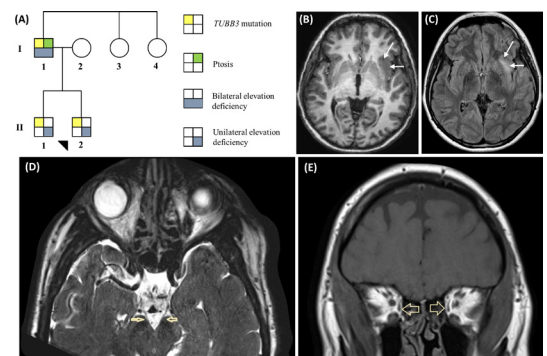 (A)
I
1
2
3
4
II
1
2
TUBB3 mutation
Ptosis
Bilateral elevation
deficiency
Unilateral elevation
deficiency
(B)
(C)
(D)
(E)